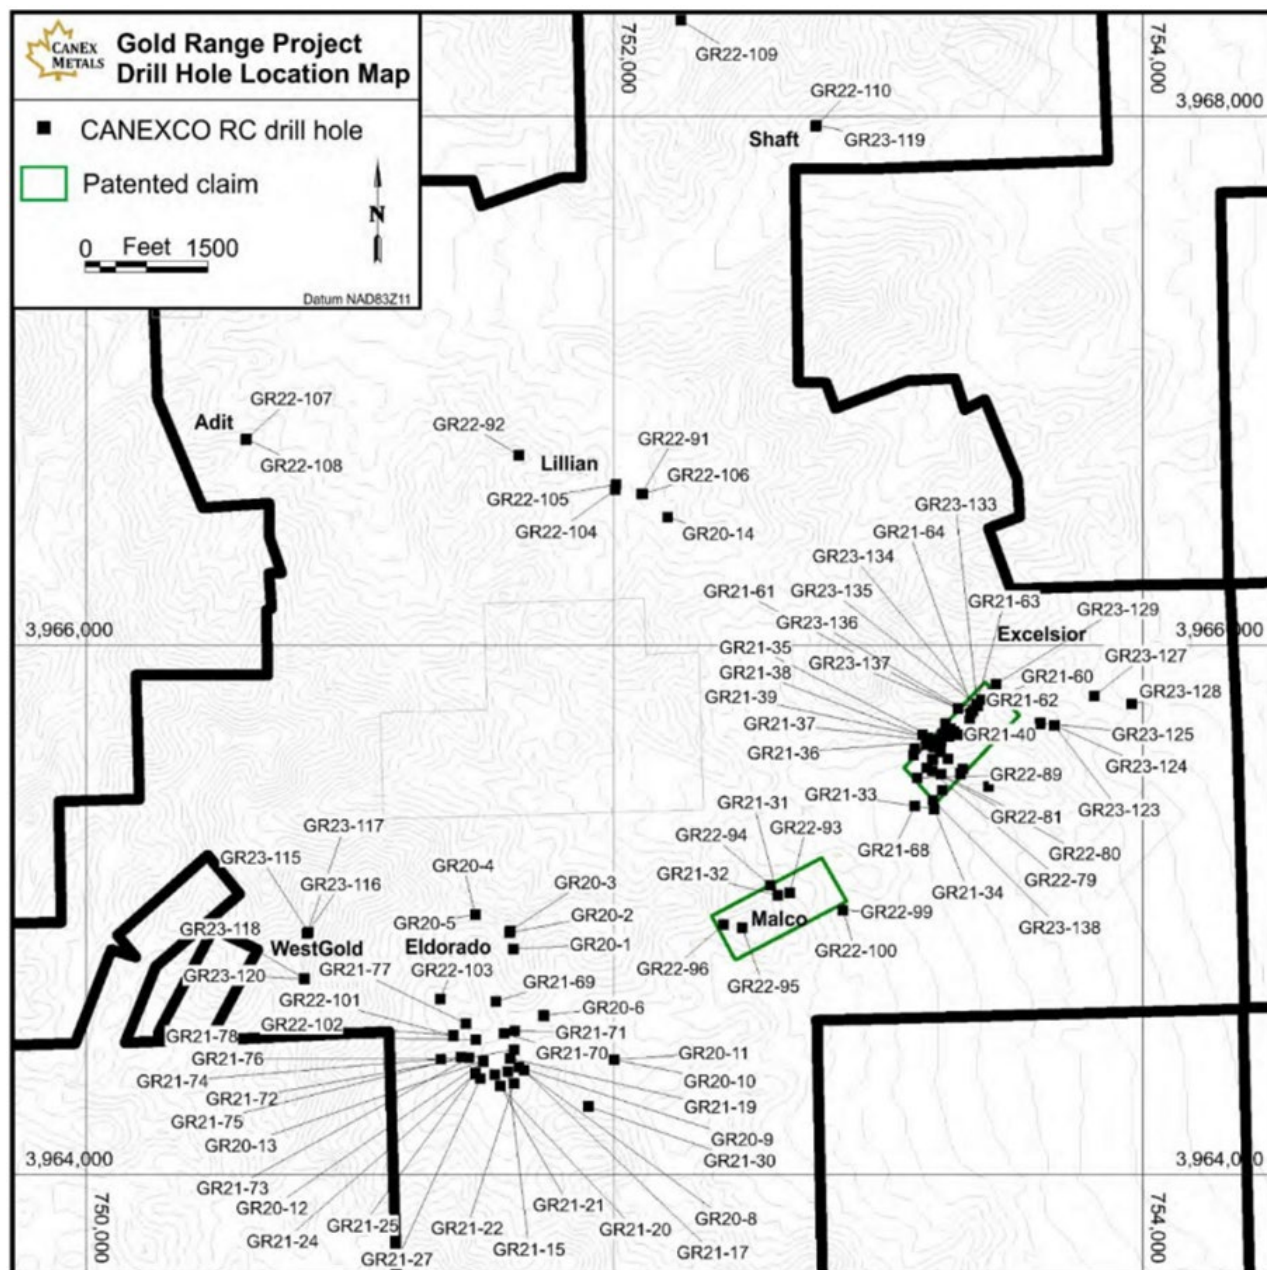 CANEX
METALS
Gold Range Project
Drill Hole Location Map
CANEXCO RC drill hole
Patented claim
0 Feet 1500
N
Datum NAD83Z11
752,000
754,000
3,968,000
GR22-109
GR22-110
Shaft
GR23-119
GR22-107
Adit
GR22-108
GR22-92
Lillian
GR22-91
GR22-106
GR22-105
GR22-104
GR20-14
GR23-133
GR21-64
GR23-134
GR21-61
GR23-135
GR21-63
GR23-129
GR23-136
Excelsior
3,966,000
3,966,000
GR21-35
GR23-137
GR23-127
GR21-38
GR21-60
GR21-39
GR21-62
GR23-128
GR21-37
GR21-40
GR23-125
GR21-36
GR23-124
GR22-89
GR21-31
GR21-33
GR23-123
GR22-81
GR22-94
GR22-93
GR21-68
GR22-80
GR21-32
GR22-79
GR21-34
GR23-138
Malco
GR22-99
GR22-100
GR22-96
GR22-95
GR23-117
GR23-115
GR23-116
GR23-118
WestGold
GR23-120
GR20-4
GR20-3
GR20-5
GR20-2
Eldorado
GR20-1
GR21-77
GR22-103
GR21-69
GR22-101
GR20-6
GR22-102
GR21-78
GR21-71
GR21-76
GR21-70
GR20-11
GR21-74
GR20-10
GR21-72
GR21-19
GR21-75
GR20-13
GR20-9
GR21-30
3,964,000
3,964,000
GR21-73
GR20-12
GR21-21
GR21-25
GR21-22
GR21-20
GR20-8
GR21-24
GR21-15
GR21-17
GR21-27
750,000
754,000